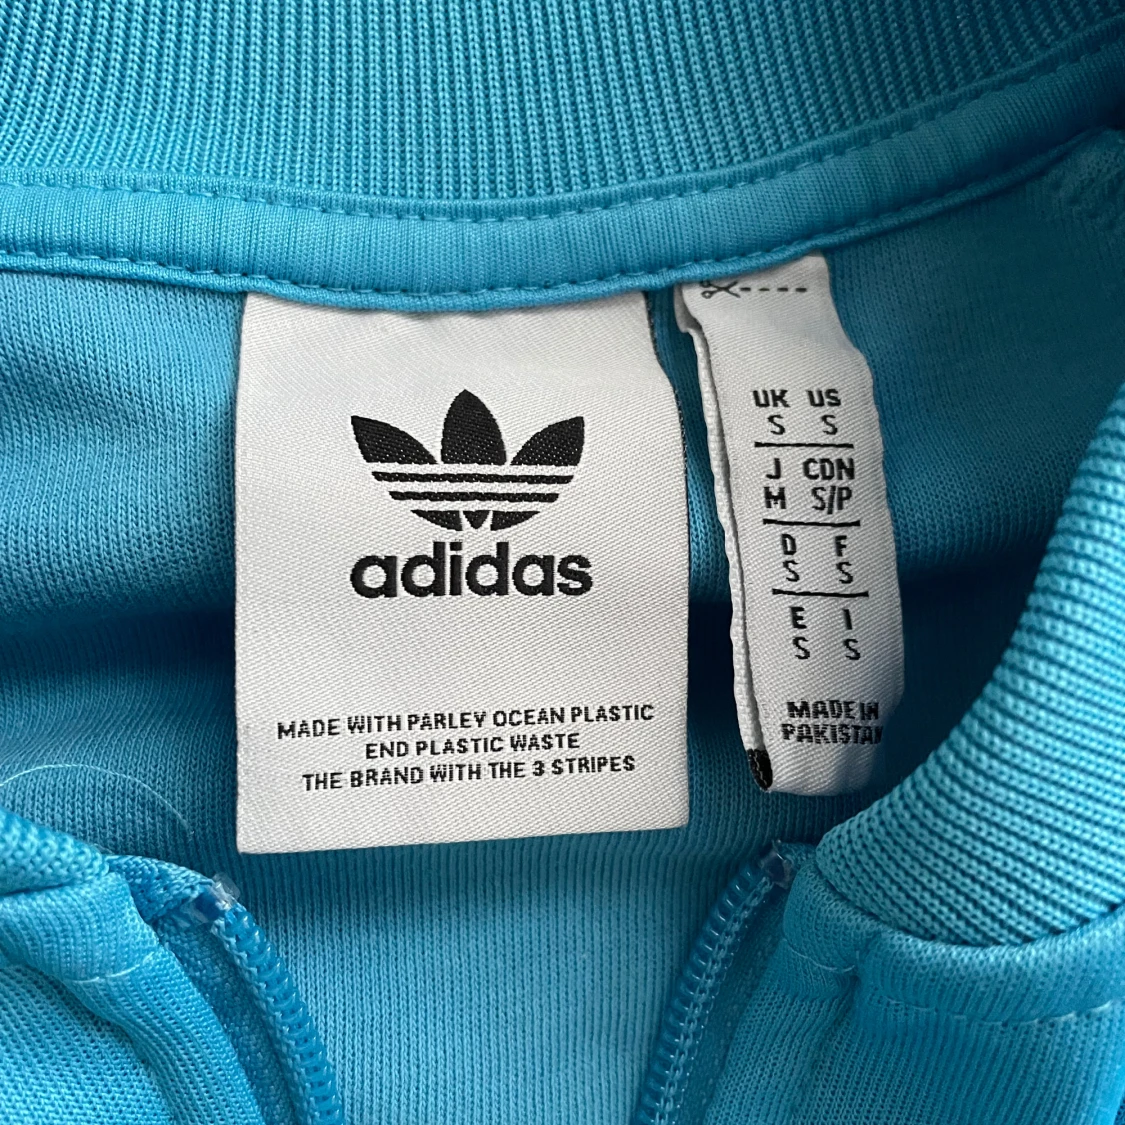 adidas
MADE WITH PARLEY OCEAN PLASTIC
END PLASTIC WASTE
THE BRAND WITH THE 3 STRIPES
UK US
S S
J CDN
M S/P
D F
S S
E I
S S
MADE IN
PAKISTAN